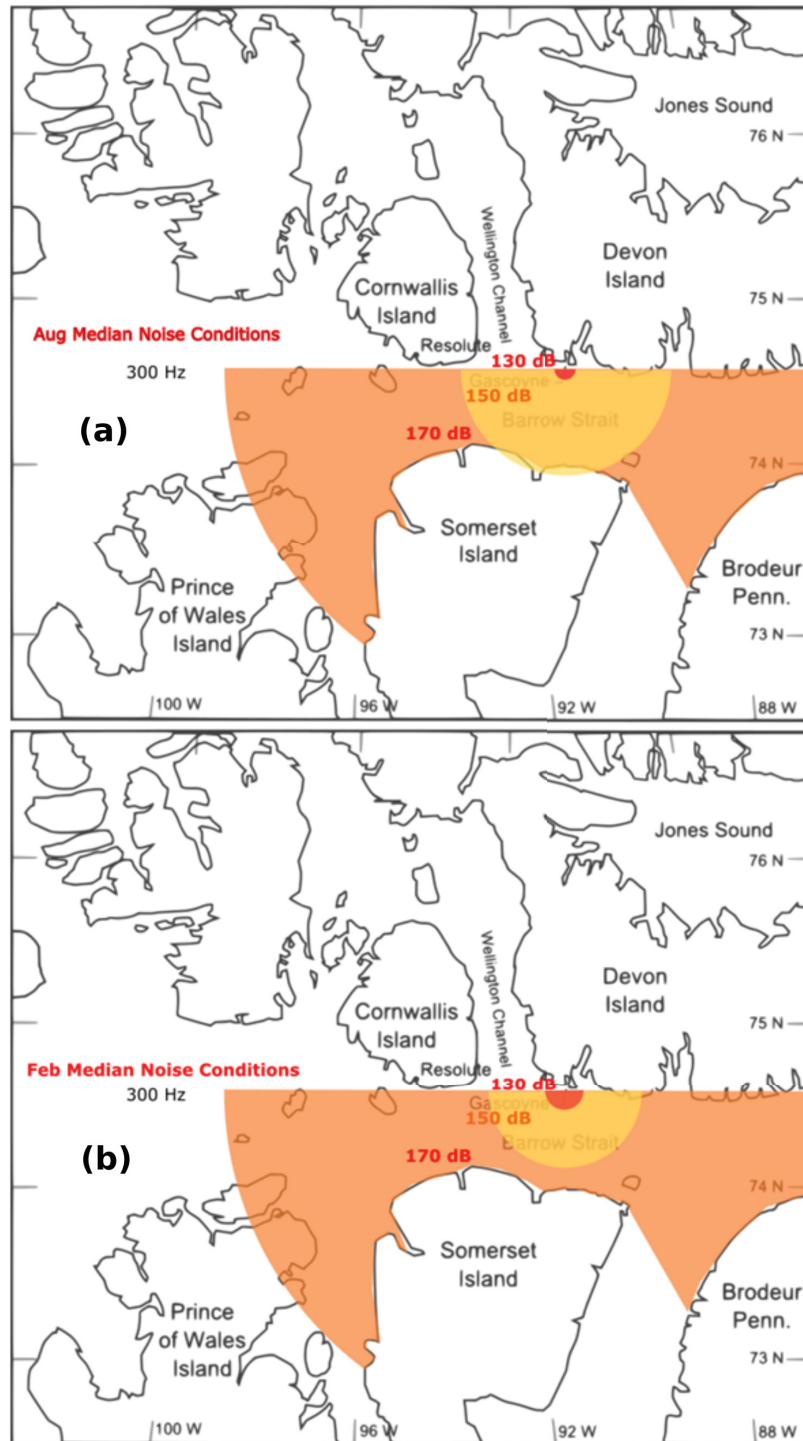 Jones Sound
76 N
Wellington Channel
Devon
Island
Cornwallis
Island
75 N
Aug Median Noise Conditions
Resolute
300 Hz
130 dB
Gascoyne
150 dB
(a)
Barrow Strait
170 dB
74 N
Somerset
Island
Brodeur
Penn.
Prince
of Wales
Island
73 N
100 W
96 W
92 W
88 W
Jones Sound
76 N
Wellington Channel
Devon
Island
Cornwallis
Island
75 N
Feb Median Noise Conditions
Resolute
300 Hz
130 dB
Gascoyne
150 dB
(b)
Barrow Strait
170 dB
74 N
Somerset
Island
Brodeur
Penn.
Prince
of Wales
Island
73 N
100 W
96 W
92 W
88 W